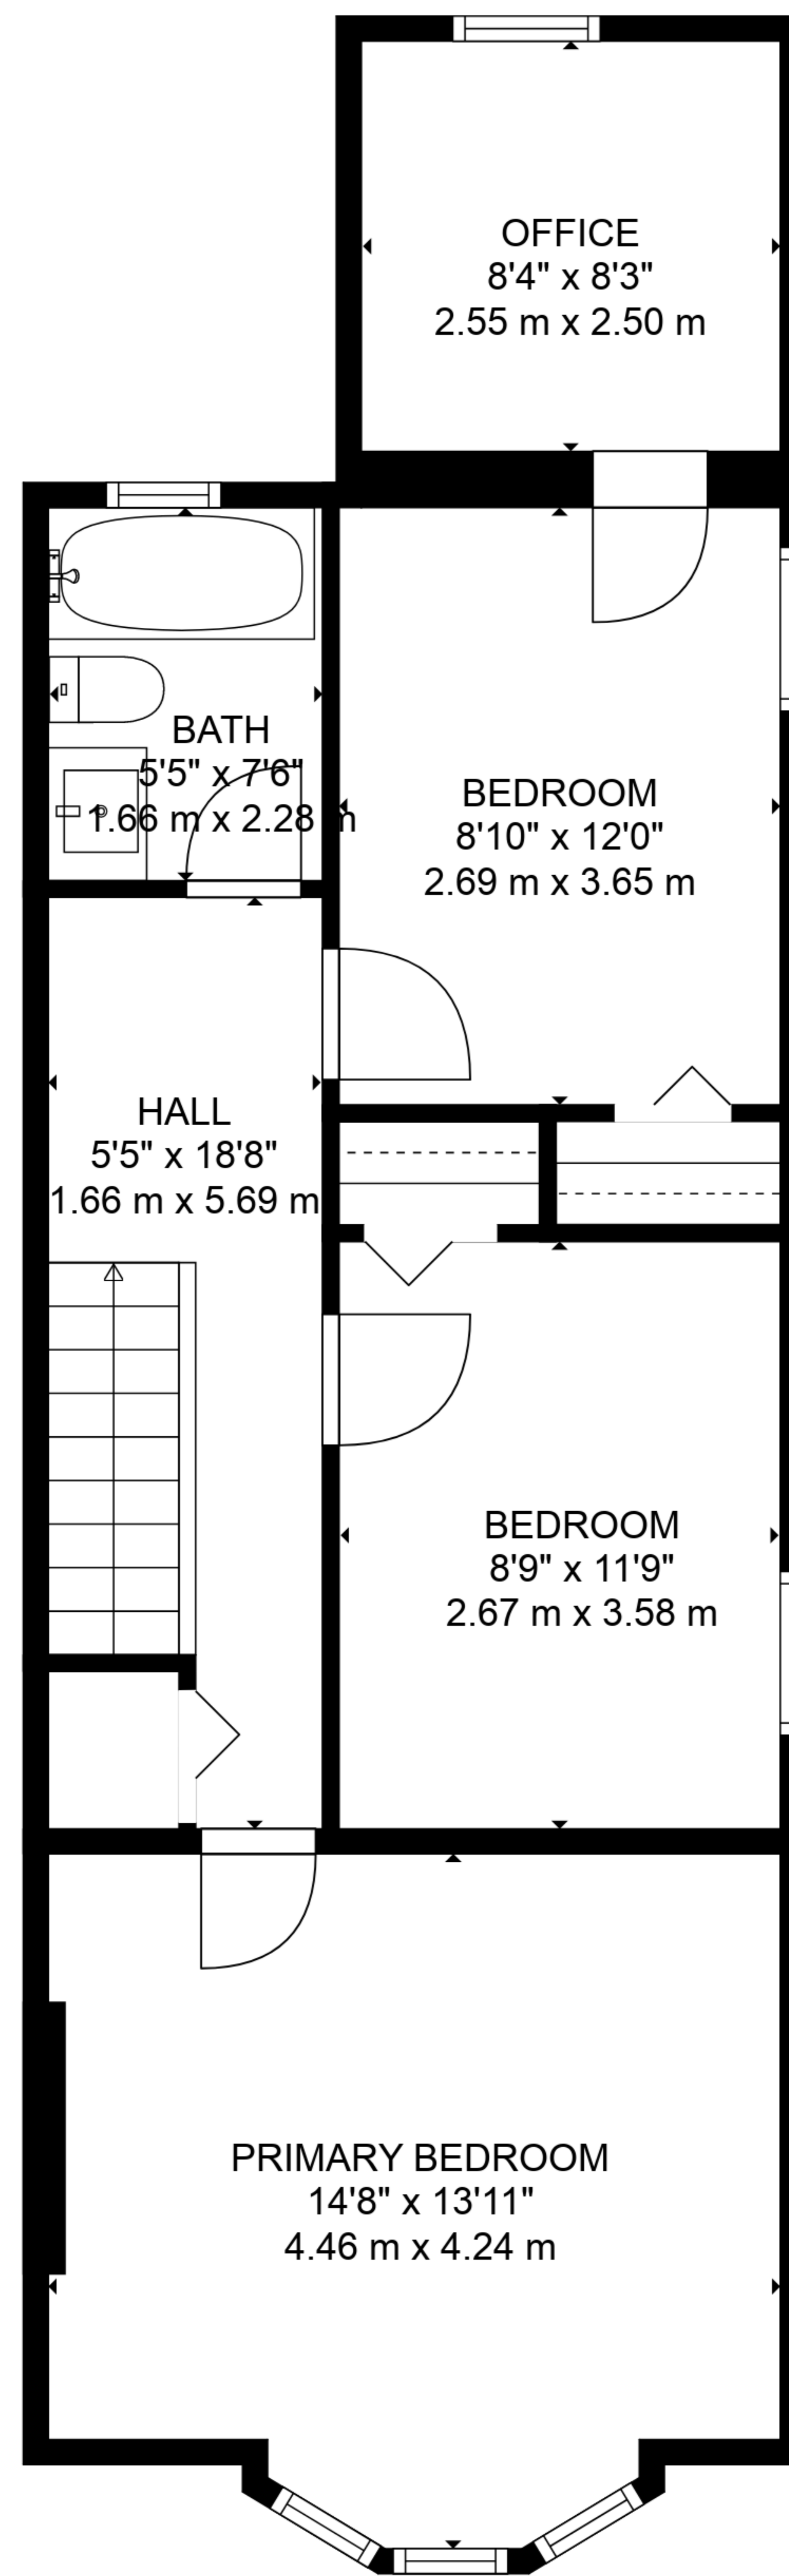 OFFICE
8'4" x 8'3"
2.55 m x 2.50 m
BATH
5'5" x 7'6"
1.66 m x 2.28 m
BEDROOM
8'10" x 12'0"
2.69 m x 3.65 m
HALL
5'5" x 18'8"
1.66 m x 5.69 m
BEDROOM
8'9" x 11'9"
2.67 m x 3.58 m
PRIMARY BEDROOM
14'8" x 13'11"
4.46 m x 4.24 m